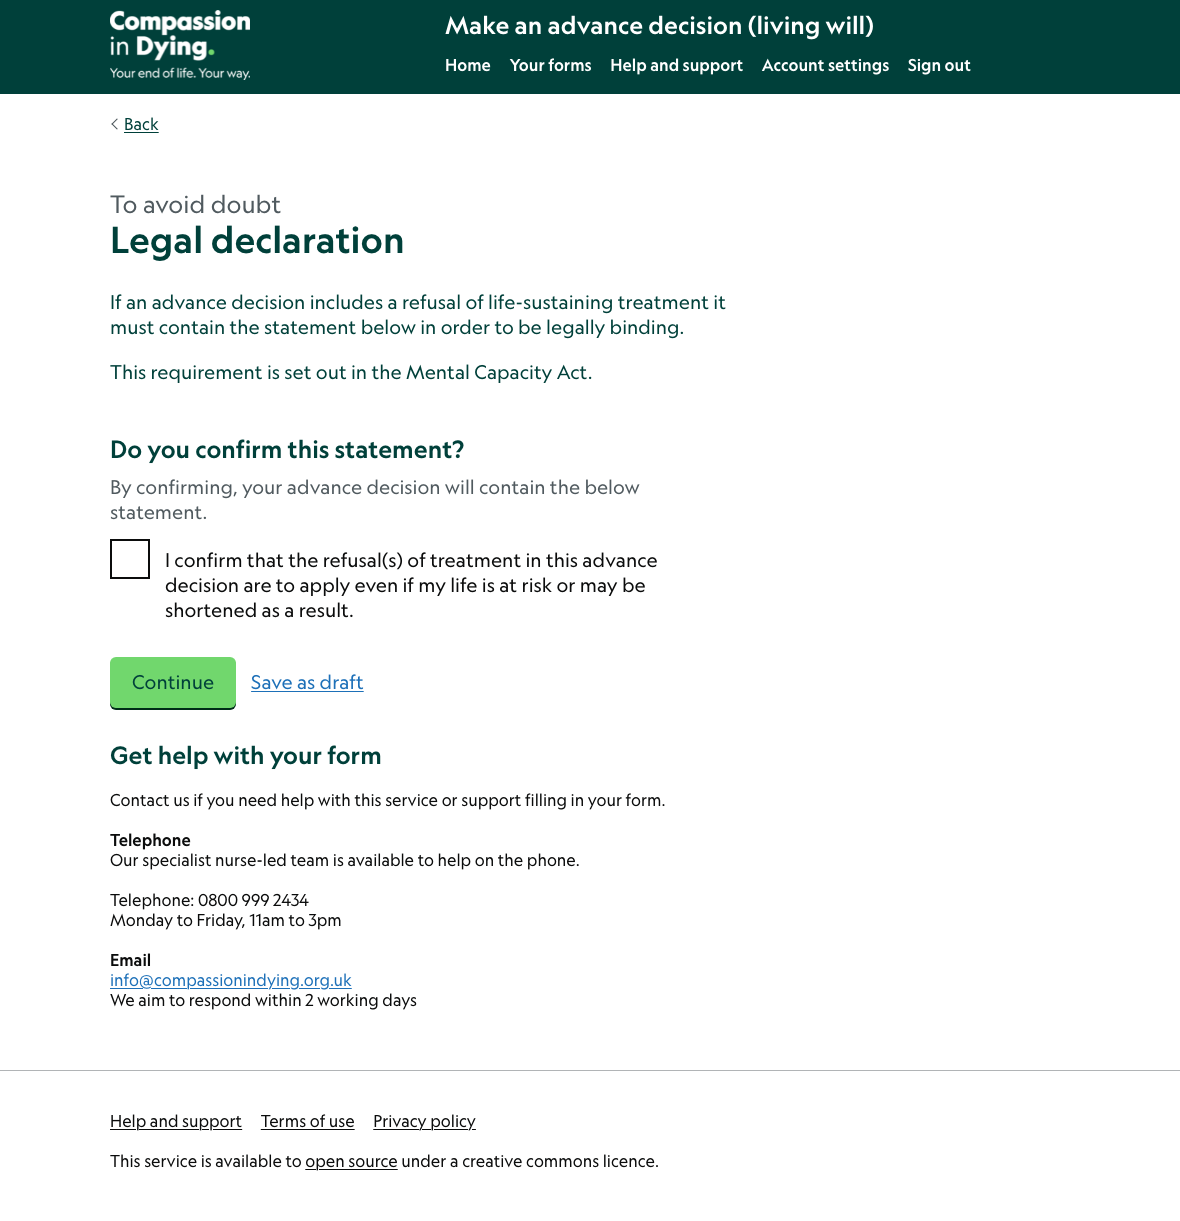 Compassion
in Dying.
Your end of life. Your way.
Make an advance decision (living will)
Home Your forms Help and support Account settings Sign out
Back
To avoid doubt
Legal declaration
If an advance decision includes a refusal of life-sustaining treatment it
must contain the statement below in order to be legally binding.
This requirement is set out in the Mental Capacity Act.
Do you confirm this statement?
By confirming, your advance decision will contain the below
statement.
I confirm that the refusal(s) of treatment in this advance
decision are to apply even if my life is at risk or may be
shortened as a result.
Continue Save as draft
Get help with your form
Contact us if you need help with this service or support filling in your form.
Telephone
Our specialist nurse-led team is available to help on the phone.
Telephone: 0800 999 2434
Monday to Friday, 11am to 3pm
Email
info@compassionindying.org.uk
We aim to respond within 2 working days
Help and support Terms of use Privacy policy
This service is available to open source under a creative commons licence.